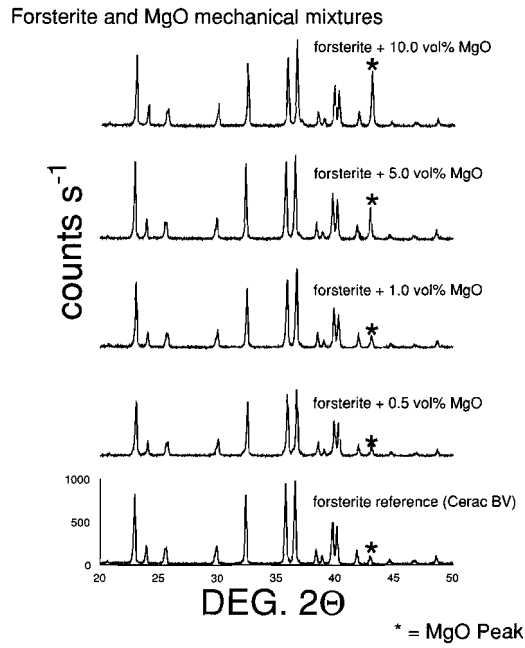 Forsterite and MgO mechanical mixtures
forsterite + 10.0 vol% MgO
*
forsterite + 5.0 vol% MgO
*
counts s⁻¹
forsterite + 1.0 vol% MgO
*
forsterite + 0.5 vol% MgO
*
1000
forsterite reference (Cerac BV)
500
*
0
20 25 30 35 40 45 50
DEG. 2Θ
* = MgO Peak